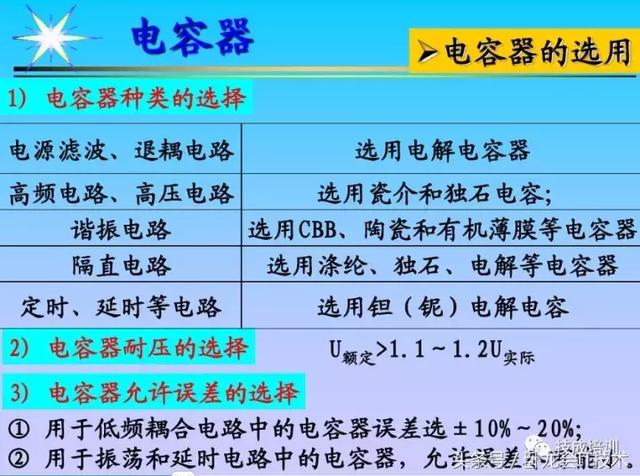 电容器
➢电容器的选用
1) 电容器种类的选择
电源滤波、退耦电路 选用电解电容器
高频电路、高压电路 选用瓷介和独石电容;
谐振电路 选用CBB、陶瓷和有机薄膜等电容器
隔直电路 选用涤纶、独石、电解等电容器
定时、延时等电路 选用钽（铌）电解电容
2) 电容器耐压的选择 U额定>1.1～1.2U实际
3) 电容器允许误差的选择
① 用于低频耦合电路中的电容器误差选±10%～20%;
技成培训
② 用于振荡和延时电路中的电容器，允许误差
头条号
技术